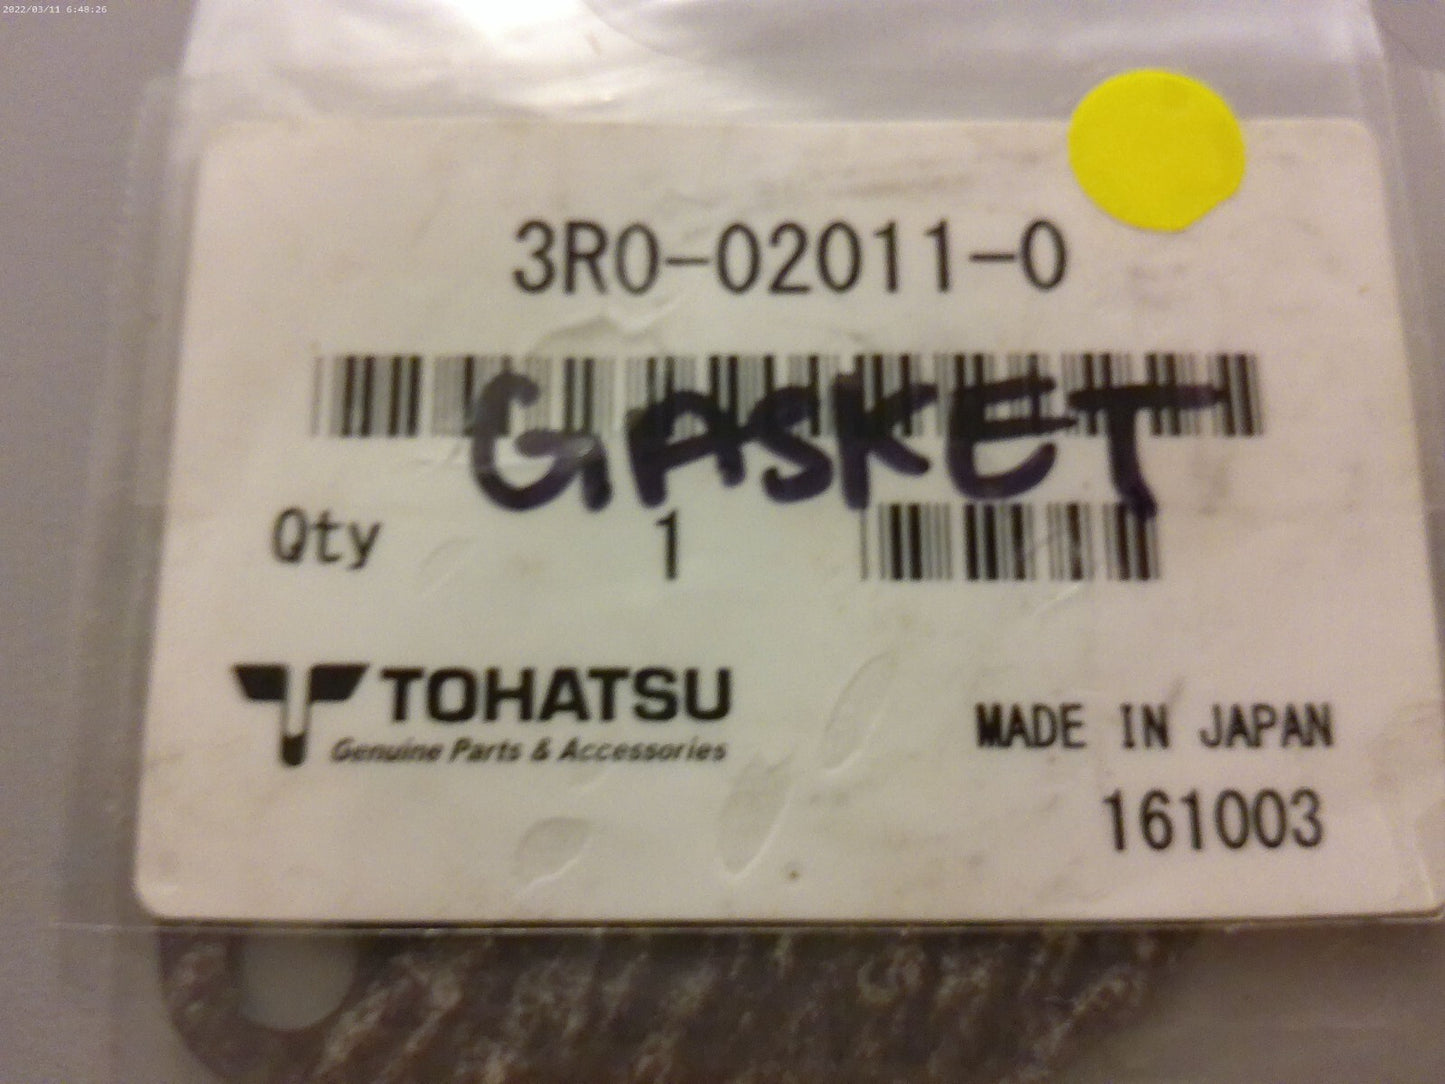 2022/03/11 6:48:26
3R0-02011-0
GASKET
Qty 1
TOHATSU
Genuine Parts & Accessories
MADE IN JAPAN
161003